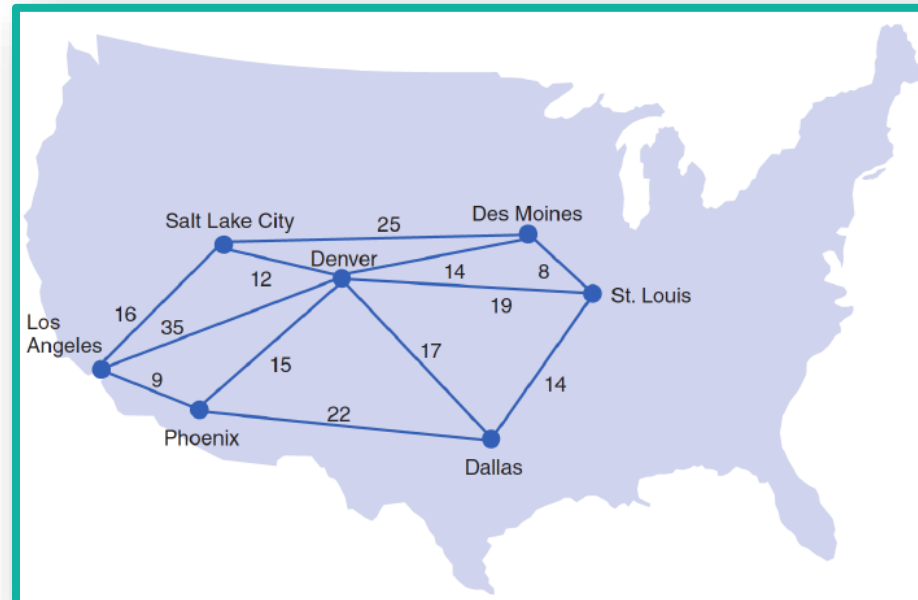 Salt Lake City
25
Des Moines
Denver
12
14
8
19
St. Louis
16
35
Los
Angeles
15
17
9
14
22
Phoenix
Dallas